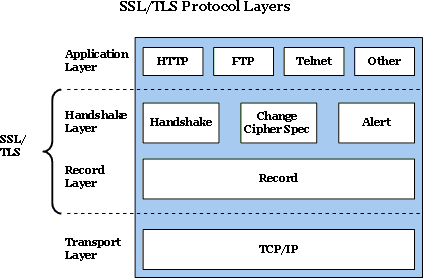 SSL/TLS Protocol Layers
Application
Layer
HTTP
FTP
Telnet
Other
SSL/
TLS
Handshake
Layer
Handshake
Change
Cipher Spec
Alert
Record
Layer
Record
Transport
Layer
TCP/IP